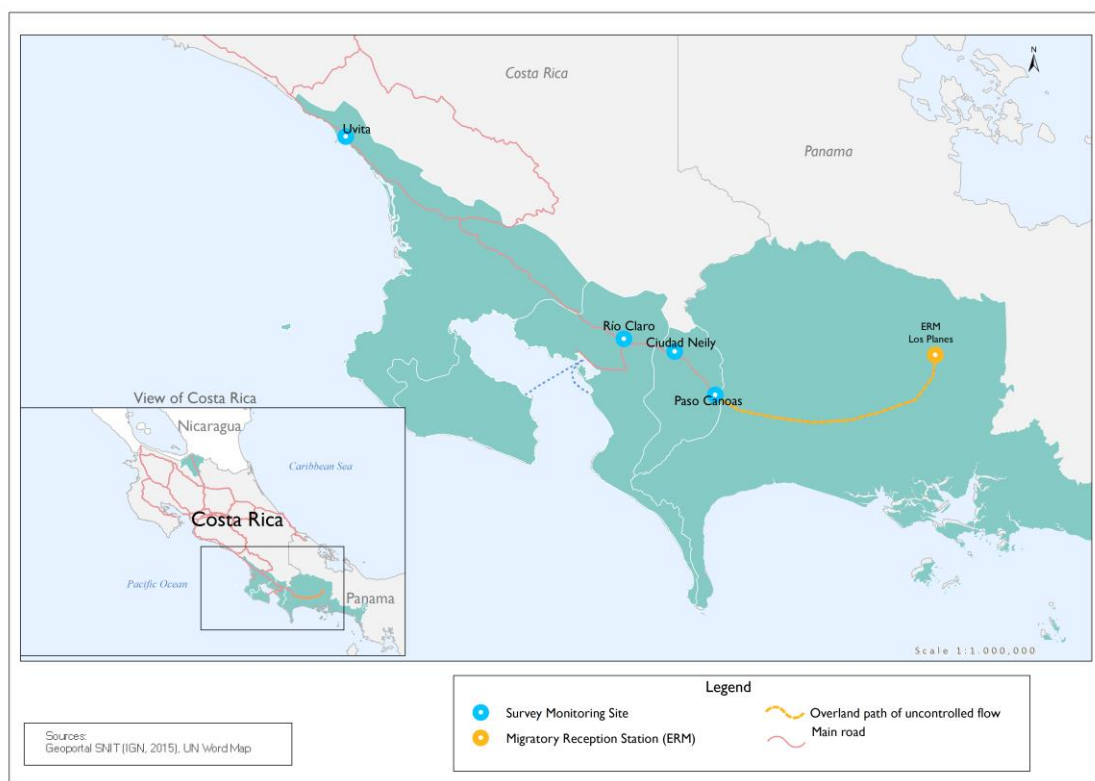 N
Costa Rica
Uvita
Panama
Río Claro
Ciudad Neily
ERM
Los Planes
Paso Canoas
View of Costa Rica
Nicaragua
Caribbean Sea
Costa Rica
Pacific Ocean
Panama
Scale 1:1.000,000
Legend
Survey Monitoring Site
Overland path of uncontrolled flow
Migratory Reception Station (ERM)
Main road
Sources:
Geoportal SNIT (IGN, 2015), UN Word Map